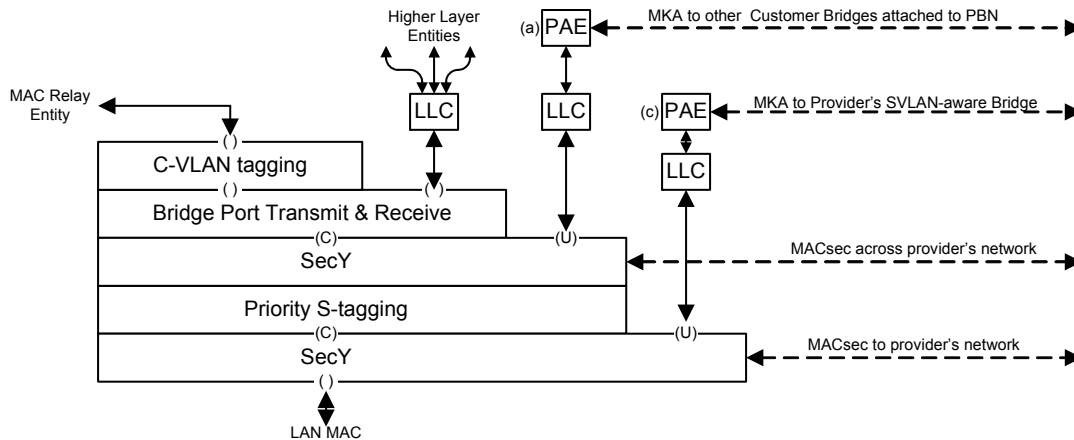 Higher Layer
Entities
(a) PAE
MKA to other Customer Bridges attached to PBN
MAC Relay
Entity
LLC
LLC
(c) PAE
MKA to Provider's SVLAN-aware Bridge
( )
C-VLAN tagging
LLC
( )
( )
Bridge Port Transmit & Receive
(C)
(U)
SecY
MACsec across provider's network
Priority S-tagging
(C)
(U)
SecY
MACsec to provider's network
( )
LAN MAC